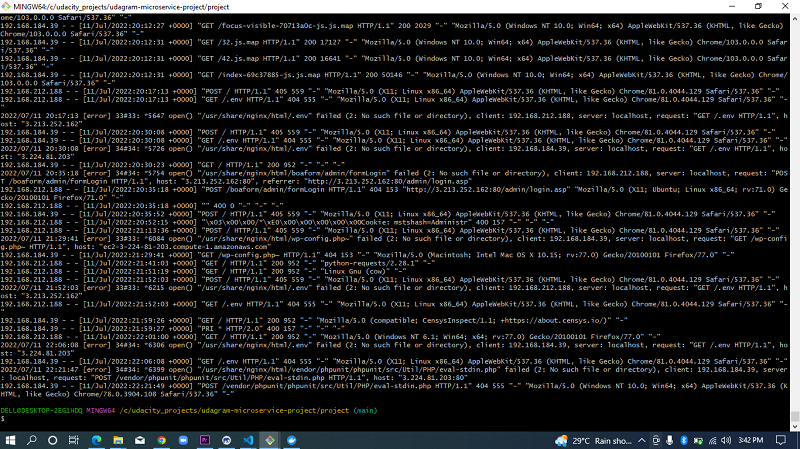 MINGW64:/c/udacity_projects/udagram-microservice-project/project
ome/103.0.0.0 Safari/537.36" "-"
192.168.184.39 - - [11/Jul/2022:20:12:27 +0000] "GET /focus-visible-70713a0c-js.js.map HTTP/1.1" 200 2029 "-" "Mozilla/5.0 (Windows NT 10.0; Win64; x64) AppleWebKit/537.36 (KHTML, like Gecko)
Chrome/103.0.0.0 Safari/537.36" "-"
192.168.184.39 - - [11/Jul/2022:20:12:31 +0000] "GET /32.js.map HTTP/1.1" 200 17127 "-" "Mozilla/5.0 (Windows NT 10.0; Win64; x64) AppleWebKit/537.36 (KHTML, like Gecko) Chrome/103.0.0.0 Safar
i/537.36" "-"
192.168.184.39 - - [11/Jul/2022:20:12:31 +0000] "GET /42.js.map HTTP/1.1" 200 16641 "-" "Mozilla/5.0 (Windows NT 10.0; Win64; x64) AppleWebKit/537.36 (KHTML, like Gecko) Chrome/103.0.0.0 Safar
i/537.36" "-"
192.168.184.39 - - [11/Jul/2022:20:12:31 +0000] "GET /index-69c37885-js.js.map HTTP/1.1" 200 50146 "-" "Mozilla/5.0 (Windows NT 10.0; Win64; x64) AppleWebKit/537.36 (KHTML, like Gecko) Chrome/
103.0.0.0 Safari/537.36" "-"
192.168.212.188 - - [11/Jul/2022:20:17:13 +0000] "POST / HTTP/1.1" 405 559 "-" "Mozilla/5.0 (X11; Linux x86_64) AppleWebKit/537.36 (KHTML, like Gecko) Chrome/81.0.4044.129 Safari/537.36" "-"
192.168.212.188 - - [11/Jul/2022:20:17:13 +0000] "GET /.env HTTP/1.1" 404 555 "-" "Mozilla/5.0 (X11; Linux x86_64) AppleWebKit/537.36 (KHTML, like Gecko) Chrome/81.0.4044.129 Safari/537.36" "-
"
2022/07/11 20:17:13 [error] 33#33: *5647 open() "/usr/share/nginx/html/.env" failed (2: No such file or directory), client: 192.168.212.188, server: localhost, request: "GET /.env HTTP/1.1", h
ost: "3.213.252.162"
192.168.184.39 - - [11/Jul/2022:20:30:08 +0000] "POST / HTTP/1.1" 405 559 "-" "Mozilla/5.0 (X11; Linux x86_64) AppleWebKit/537.36 (KHTML, like Gecko) Chrome/81.0.4044.129 Safari/537.36" "-"
192.168.184.39 - - [11/Jul/2022:20:30:08 +0000] "GET /.env HTTP/1.1" 404 555 "-" "Mozilla/5.0 (X11; Linux x86_64) AppleWebKit/537.36 (KHTML, like Gecko) Chrome/81.0.4044.129 Safari/537.36" "-"
2022/07/11 20:30:08 [error] 34#34: *5726 open() "/usr/share/nginx/html/.env" failed (2: No such file or directory), client: 192.168.184.39, server: localhost, request: "GET /.env HTTP/1.1", ho
st: "3.224.81.203"
192.168.184.39 - - [11/Jul/2022:20:30:23 +0000] "GET / HTTP/1.1" 200 952 "-" "-" "-"
2022/07/11 20:35:18 [error] 34#34: *5754 open() "/usr/share/nginx/html/boaform/admin/formLogin" failed (2: No such file or directory), client: 192.168.212.188, server: localhost, request: "POS
T /boaform/admin/formLogin HTTP/1.1", host: "3.213.252.162:80", referrer: "http://3.213.252.162:80/admin/login.asp"
192.168.212.188 - - [11/Jul/2022:20:35:18 +0000] "POST /boaform/admin/formLogin HTTP/1.1" 404 153 "http://3.213.252.162:80/admin/login.asp" "Mozilla/5.0 (X11; Ubuntu; Linux x86_64; rv:71.0) Ge
cko/20100101 Firefox/71.0" "-"
192.168.212.188 - - [11/Jul/2022:20:35:18 +0000] "" 400 0 "-" "-" "-"
192.168.184.39 - - [11/Jul/2022:20:35:52 +0000] "POST / HTTP/1.1" 405 559 "-" "Mozilla/5.0 (X11; Linux x86_64) AppleWebKit/537.36 (KHTML, like Gecko) Chrome/81.0.4044.129 Safari/537.36" "-"
192.168.184.39 - - [11/Jul/2022:20:52:15 +0000] "\x03\x00\x00/*\xE0\x00\x00\x00\x00\x00Cookie: mstshash=Administr" 400 157 "-" "-" "-"
192.168.212.188 - - [11/Jul/2022:21:13:36 +0000] "POST / HTTP/1.1" 405 559 "-" "Mozilla/5.0 (X11; Linux x86_64) AppleWebKit/537.36 (KHTML, like Gecko) Chrome/81.0.4044.129 Safari/537.36" "-"
2022/07/11 21:29:41 [error] 33#33: *6084 open() "/usr/share/nginx/html/wp-config.php~" failed (2: No such file or directory), client: 192.168.184.39, server: localhost, request: "GET /wp-conf
ig.php~ HTTP/1.1", host: "ec2-3-224-81-203.compute-1.amazonaws.com"
192.168.184.39 - - [11/Jul/2022:21:29:41 +0000] "GET /wp-config.php~ HTTP/1.1" 404 153 "-" "Mozilla/5.0 (Macintosh; Intel Mac OS X 10.15; rv:77.0) Gecko/20100101 Firefox/77.0" "-"
192.168.212.188 - - [11/Jul/2022:21:41:03 +0000] "GET / HTTP/1.1" 200 952 "-" "python-requests/2.28.1" "-"
192.168.212.188 - - [11/Jul/2022:21:51:19 +0000] "GET / HTTP/1.1" 200 952 "-" "Linux Gnu (cow)" "-"
192.168.212.188 - - [11/Jul/2022:21:52:03 +0000] "POST / HTTP/1.1" 405 559 "-" "Mozilla/5.0 (X11; Linux x86_64) AppleWebKit/537.36 (KHTML, like Gecko) Chrome/81.0.4044.129 Safari/537.36" "-"
2022/07/11 21:52:03 [error] 33#33: *6215 open() "/usr/share/nginx/html/.env" failed (2: No such file or directory), client: 192.168.212.188, server: localhost, request: "GET /.env HTTP/1.1", h
ost: "3.213.252.162"
192.168.212.188 - - [11/Jul/2022:21:52:03 +0000] "GET /.env HTTP/1.1" 404 555 "-" "Mozilla/5.0 (X11; Linux x86_64) AppleWebKit/537.36 (KHTML, like Gecko) Chrome/81.0.4044.129 Safari/537.36" "-
"
192.168.212.188 - - [11/Jul/2022:21:59:26 +0000] "GET / HTTP/1.1" 200 952 "-" "Mozilla/5.0 (compatible; CensysInspect/1.1; +https://about.censys.io/)" "-"
192.168.184.39 - - [11/Jul/2022:21:59:27 +0000] "PRI * HTTP/2.0" 400 157 "-" "-" "-"
192.168.212.188 - - [11/Jul/2022:22:01:00 +0000] "GET / HTTP/1.1" 200 952 "-" "Mozilla/5.0 (Windows NT 6.1; Win64; x64; rv:77.0) Gecko/20100101 Firefox/77.0" "-"
2022/07/11 22:06:08 [error] 34#34: *6306 open() "/usr/share/nginx/html/.env" failed (2: No such file or directory), client: 192.168.184.39, server: localhost, request: "GET /.env HTTP/1.1", ho
st: "3.224.81.203"
192.168.184.39 - - [11/Jul/2022:22:06:08 +0000] "GET /.env HTTP/1.1" 404 555 "-" "Mozilla/5.0 (X11; Linux x86_64) AppleWebKit/537.36 (KHTML, like Gecko) Chrome/81.0.4044.129 Safari/537.36" "-"
2022/07/11 22:21:47 [error] 34#34: *6399 open() "/usr/share/nginx/html/vendor/phpunit/phpunit/src/Util/PHP/eval-stdin.php" failed (2: No such file or directory), client: 192.168.184.39, server
: localhost, request: "POST /vendor/phpunit/phpunit/src/Util/PHP/eval-stdin.php HTTP/1.1", host: "3.224.81.203:80"
192.168.184.39 - - [11/Jul/2022:22:21:49 +0000] "POST /vendor/phpunit/phpunit/src/Util/PHP/eval-stdin.php HTTP/1.1" 404 555 "-" "Mozilla/5.0 (Windows NT 10.0; Win64; x64) AppleWebKit/537.36 (K
HTML, like Gecko) Chrome/78.0.3904.108 Safari/537.36" "-"
DELL@DESKTOP-2EG1HDQ MINGW64 /c/udacity_projects/udagram-microservice-project/project (main)
$
29°C Rain sho...
3:42 PM